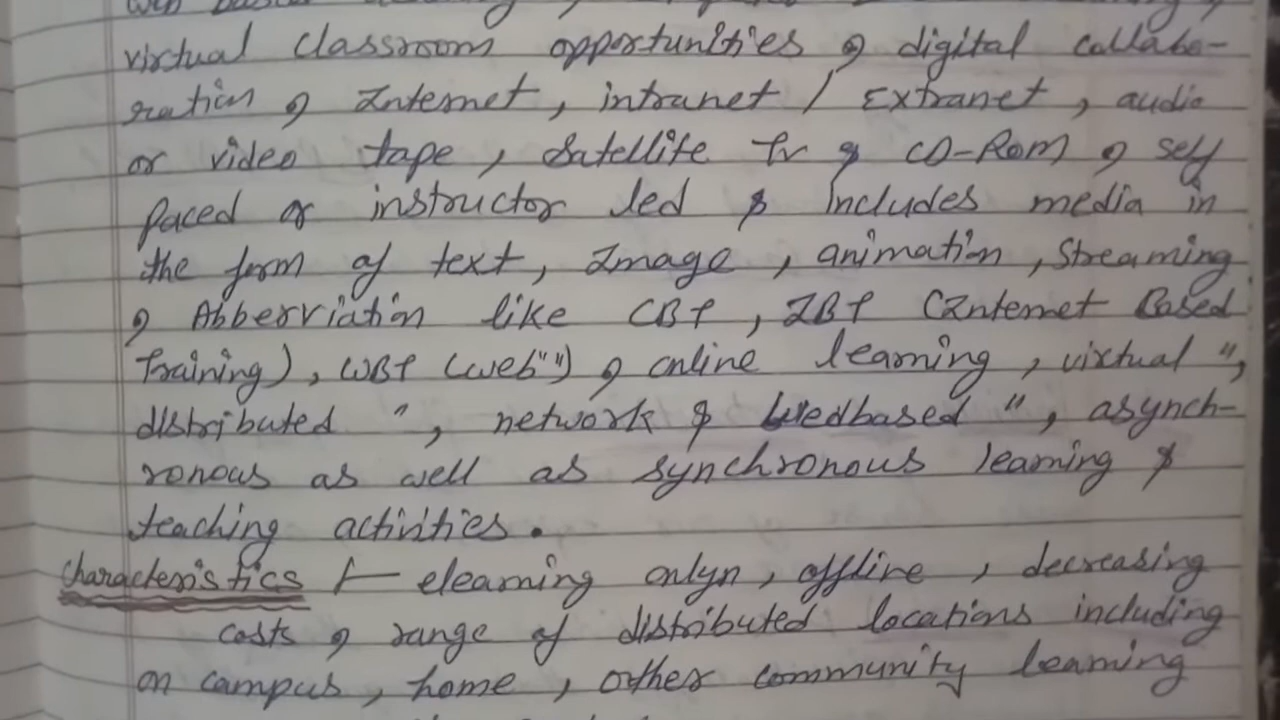 virtual classroom opportunities , digital collabo-
ration , Internet, intranet / Extranet , audio
or video tape , Satellite TV & CD-ROM , self
paced or instructor led & Includes media in
the form of text, Image , animation , Streaming
, Abberviation like CBT , IBT (Internet Based
Training), WBT (web "") , online learning , virtual ",
distributed " , network & based ", asynch-
ronous as well as synchronous learning &
teaching activities .
Characteristics :- elearning onlyn , offline , decreasing
costs , range of distributed locations including
on campus , home , other community learning